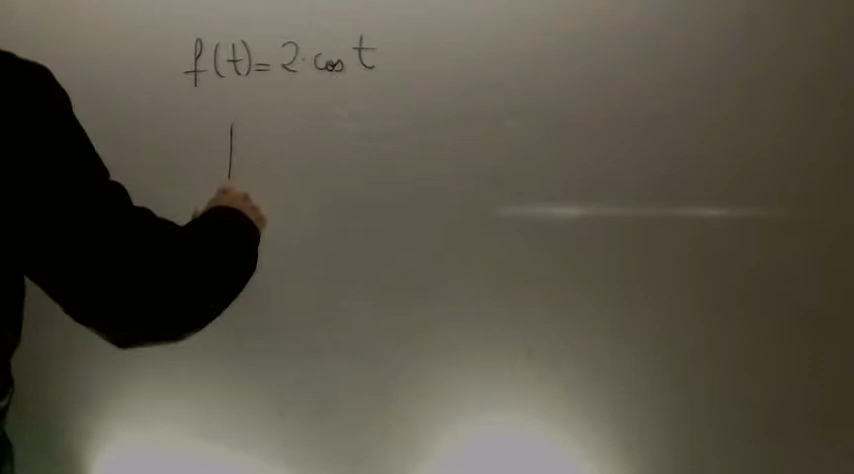 f(t) = 2·cos t